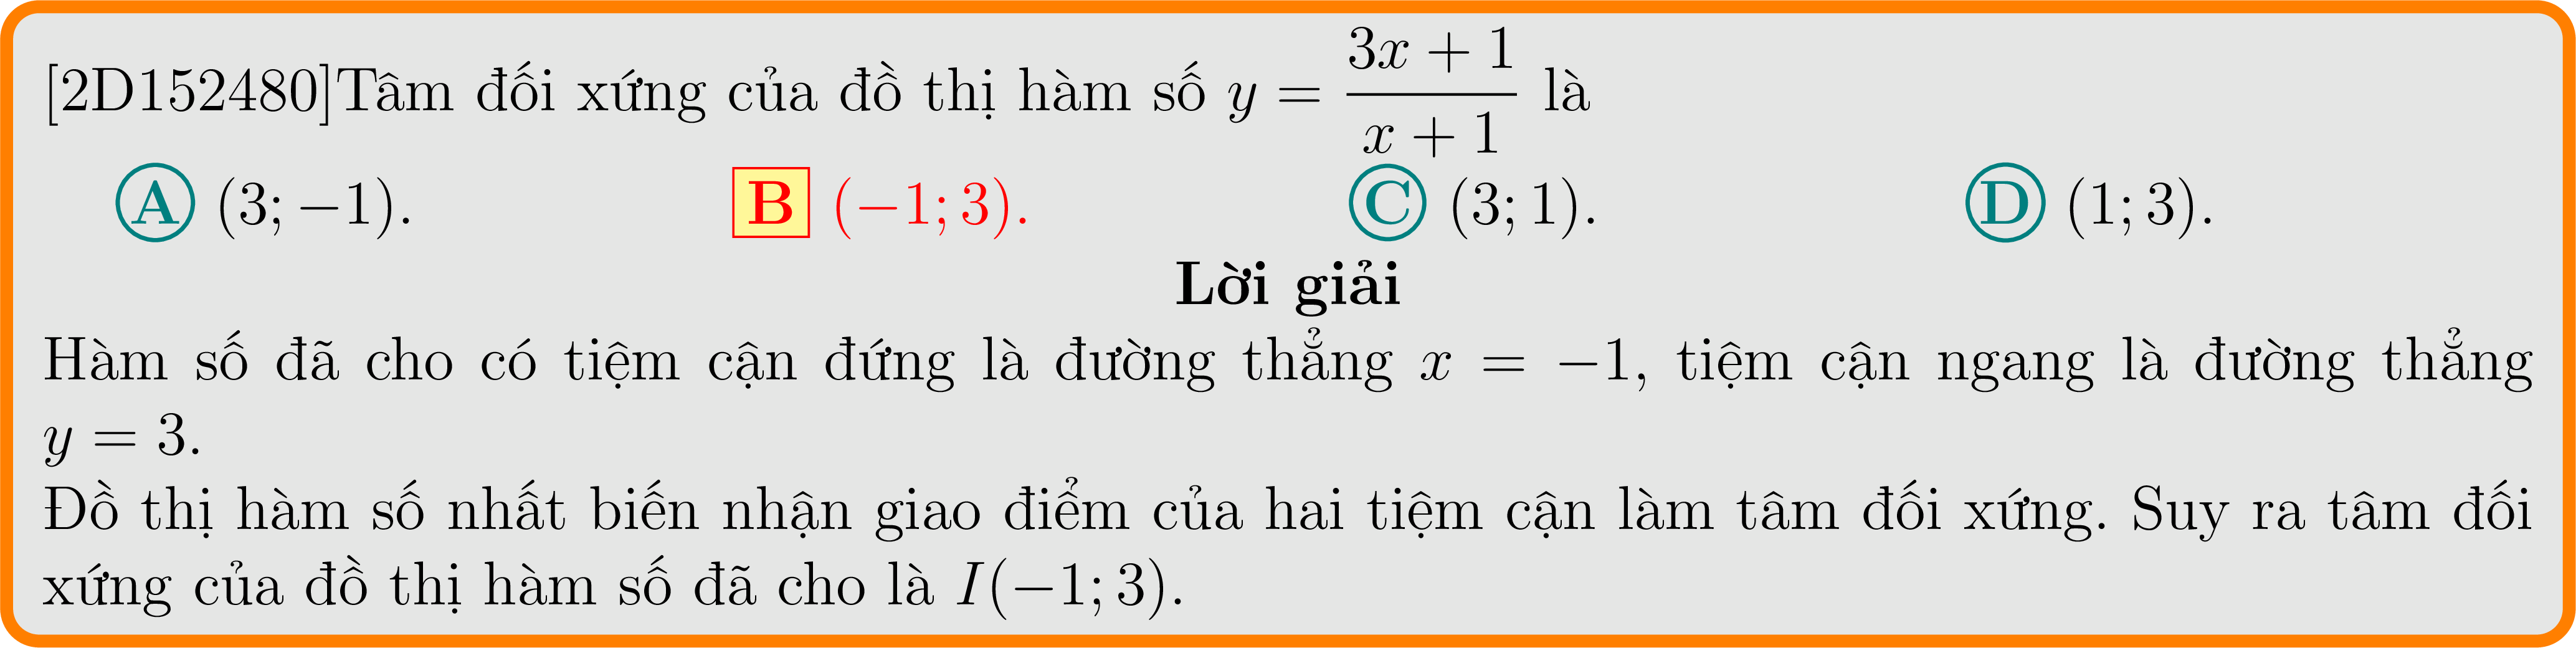 [2D152480]Tâm đối xứng của đồ thị hàm số $y = \dfrac{3x + 1}{x + 1}$ là
A (3; −1). B (−1; 3). C (3; 1). D (1; 3).
Lời giải
Hàm số đã cho có tiệm cận đứng là đường thẳng x = −1, tiệm cận ngang là đường thẳng
y = 3.
Đồ thị hàm số nhất biến nhận giao điểm của hai tiệm cận làm tâm đối xứng. Suy ra tâm đối
xứng của đồ thị hàm số đã cho là I(−1; 3).